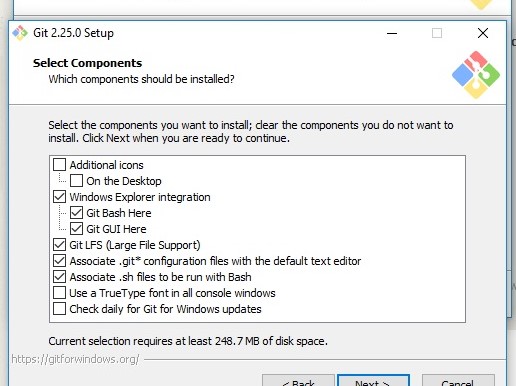 Git 2.25.0 Setup
Select Components
Which components should be installed?
Select the components you want to install; clear the components you do not want to
install. Click Next when you are ready to continue.
Additional icons
On the Desktop
Windows Explorer integration
Git Bash Here
Git GUI Here
Git LFS (Large File Support)
Associate .git* configuration files with the default text editor
Associate .sh files to be run with Bash
Use a TrueType font in all console windows
Check daily for Git for Windows updates
Current selection requires at least 248.7 MB of disk space.
https://gitforwindows.org/
< Back Next > Cancel